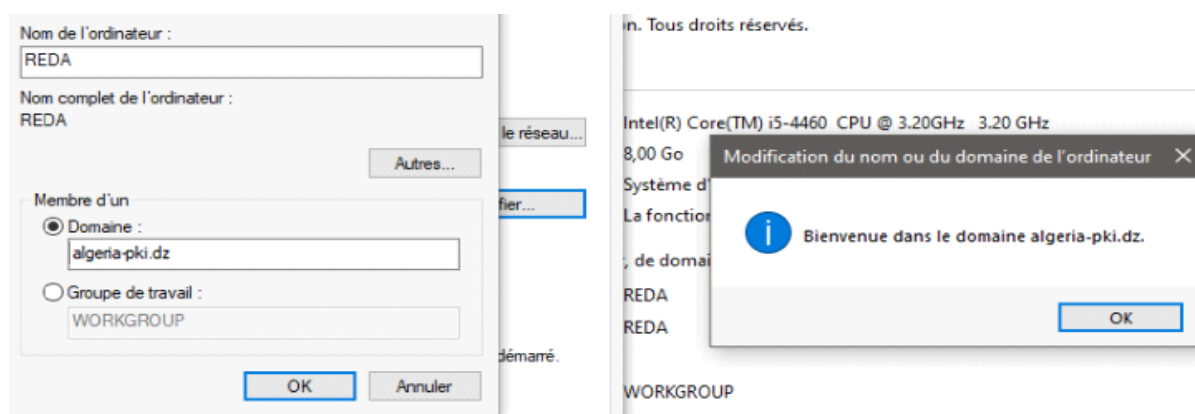 Nom de l'ordinateur :
REDA
Nom complet de l'ordinateur :
REDA
le réseau...
Autres...
fier...
Membre d'un
Domaine :
algeria-pki.dz
Groupe de travail :
WORKGROUP
démarré.
OK
Annuler
n. Tous droits réservés.
Intel(R) Core(TM) i5-4460 CPU @ 3.20GHz 3.20 GHz
8,00 Go
Système d'
La fonction
, de domai
REDA
REDA
WORKGROUP
Modification du nom ou du domaine de l'ordinateur
Bienvenue dans le domaine algeria-pki.dz.
OK